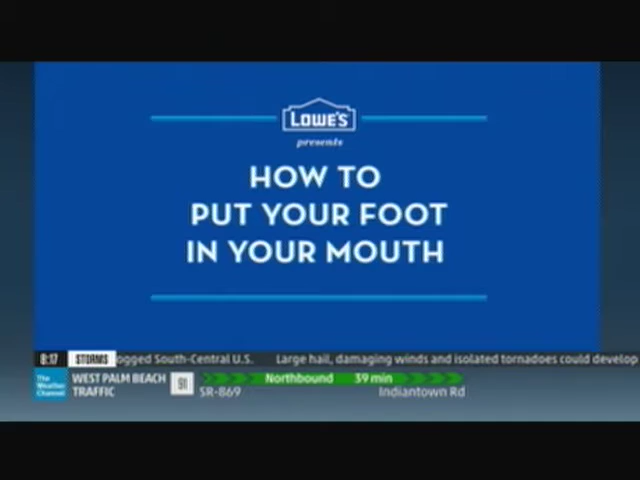 LOWE'S
presents
HOW TO
PUT YOUR FOOT
IN YOUR MOUTH
8:17 STORMS ogged South-Central U.S. Large hail, damaging winds and isolated tornadoes could develop
The Weather Channel
WEST PALM BEACH TRAFFIC
91 Northbound 39 min
SR-869 Indiantown Rd